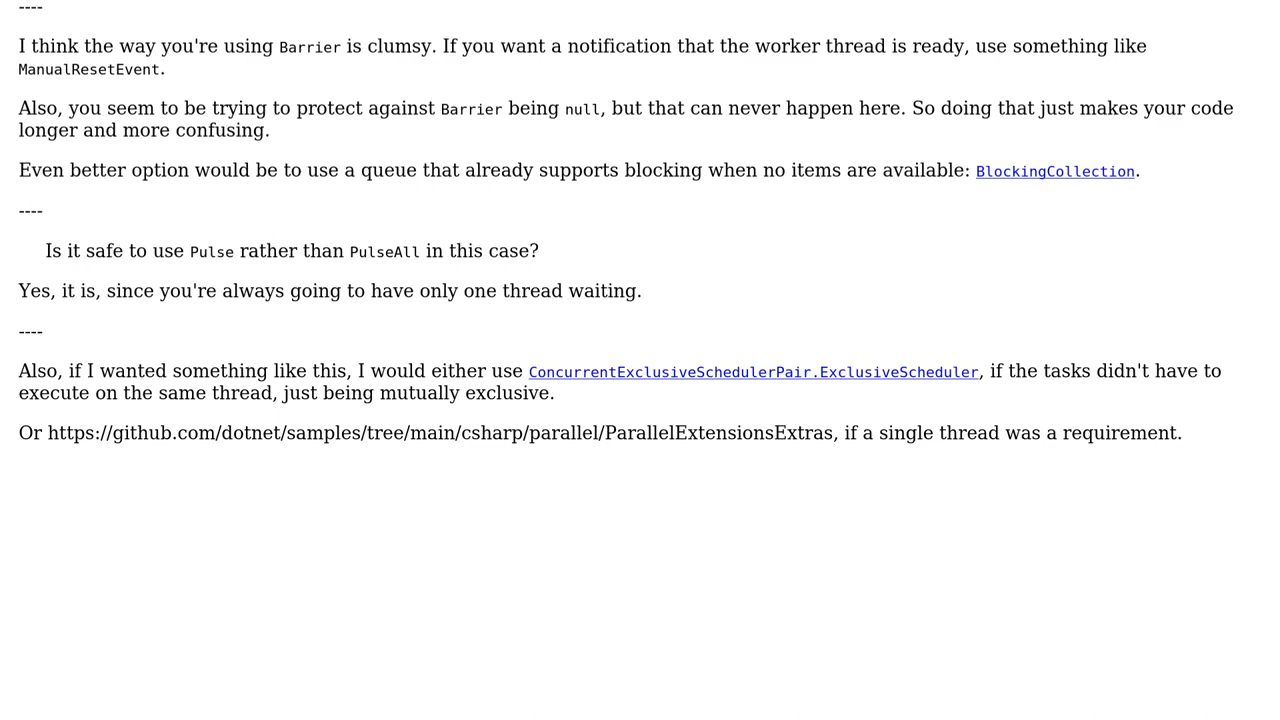 ----
I think the way you're using Barrier is clumsy. If you want a notification that the worker thread is ready, use something like
ManualResetEvent.
Also, you seem to be trying to protect against Barrier being null, but that can never happen here. So doing that just makes your code
longer and more confusing.
Even better option would be to use a queue that already supports blocking when no items are available: BlockingCollection.
----
Is it safe to use Pulse rather than PulseAll in this case?
Yes, it is, since you're always going to have only one thread waiting.
----
Also, if I wanted something like this, I would either use ConcurrentExclusiveSchedulerPair.ExclusiveScheduler, if the tasks didn't have to
execute on the same thread, just being mutually exclusive.
Or https://github.com/dotnet/samples/tree/main/csharp/parallel/ParallelExtensionsExtras, if a single thread was a requirement.